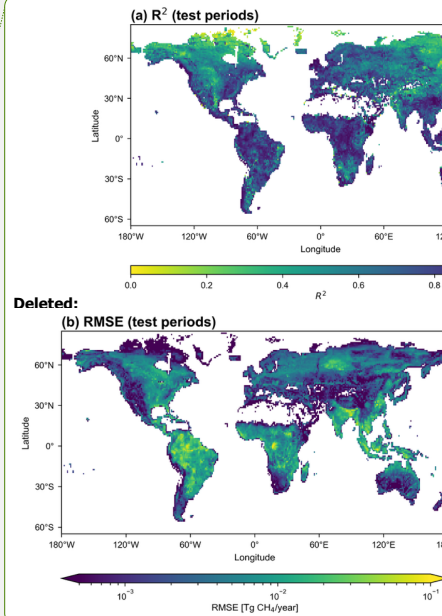 (a) R² (test periods)
60°N
30°N
0°
30°S
60°S
Latitude
180°W 120°W 60°W 0° 60°E
Longitude
0.0 0.2 0.4 0.6 0.8
R²
Deleted:
(b) RMSE (test periods)
60°N
30°N
0°
30°S
60°S
Latitude
180°W 120°W 60°W 0° 60°E 120°E
Longitude
10⁻³ 10⁻² 10⁻¹
RMSE [Tg CH₄/year]